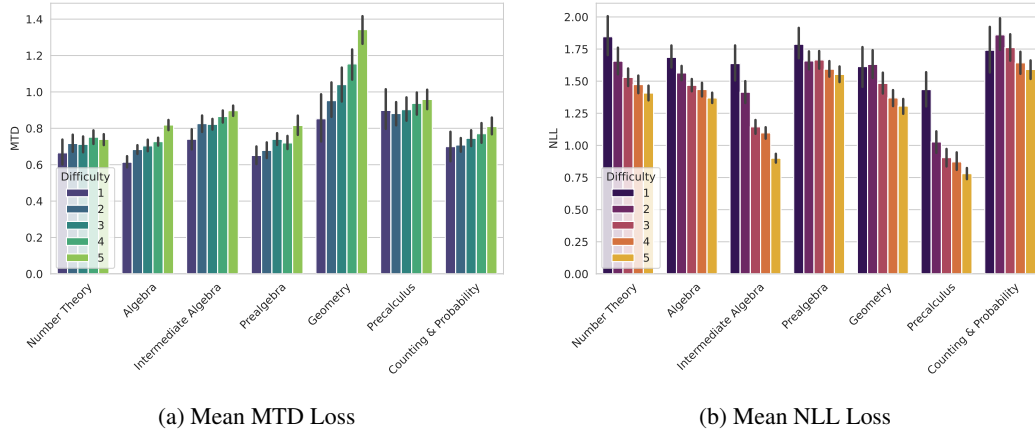 1.4
1.2
1.0
0.8
0.6
0.4
0.2
0.0
MTD
Difficulty
1
2
3
4
5
Number Theory
Algebra
Intermediate Algebra
Prealgebra
Geometry
Precalculus
Counting & Probability
(a) Mean MTD Loss
2.00
1.75
1.50
1.25
1.00
0.75
0.50
0.25
0.00
NLL
Difficulty
1
2
3
4
5
Number Theory
Algebra
Intermediate Algebra
Prealgebra
Geometry
Precalculus
Counting & Probability
(b) Mean NLL Loss